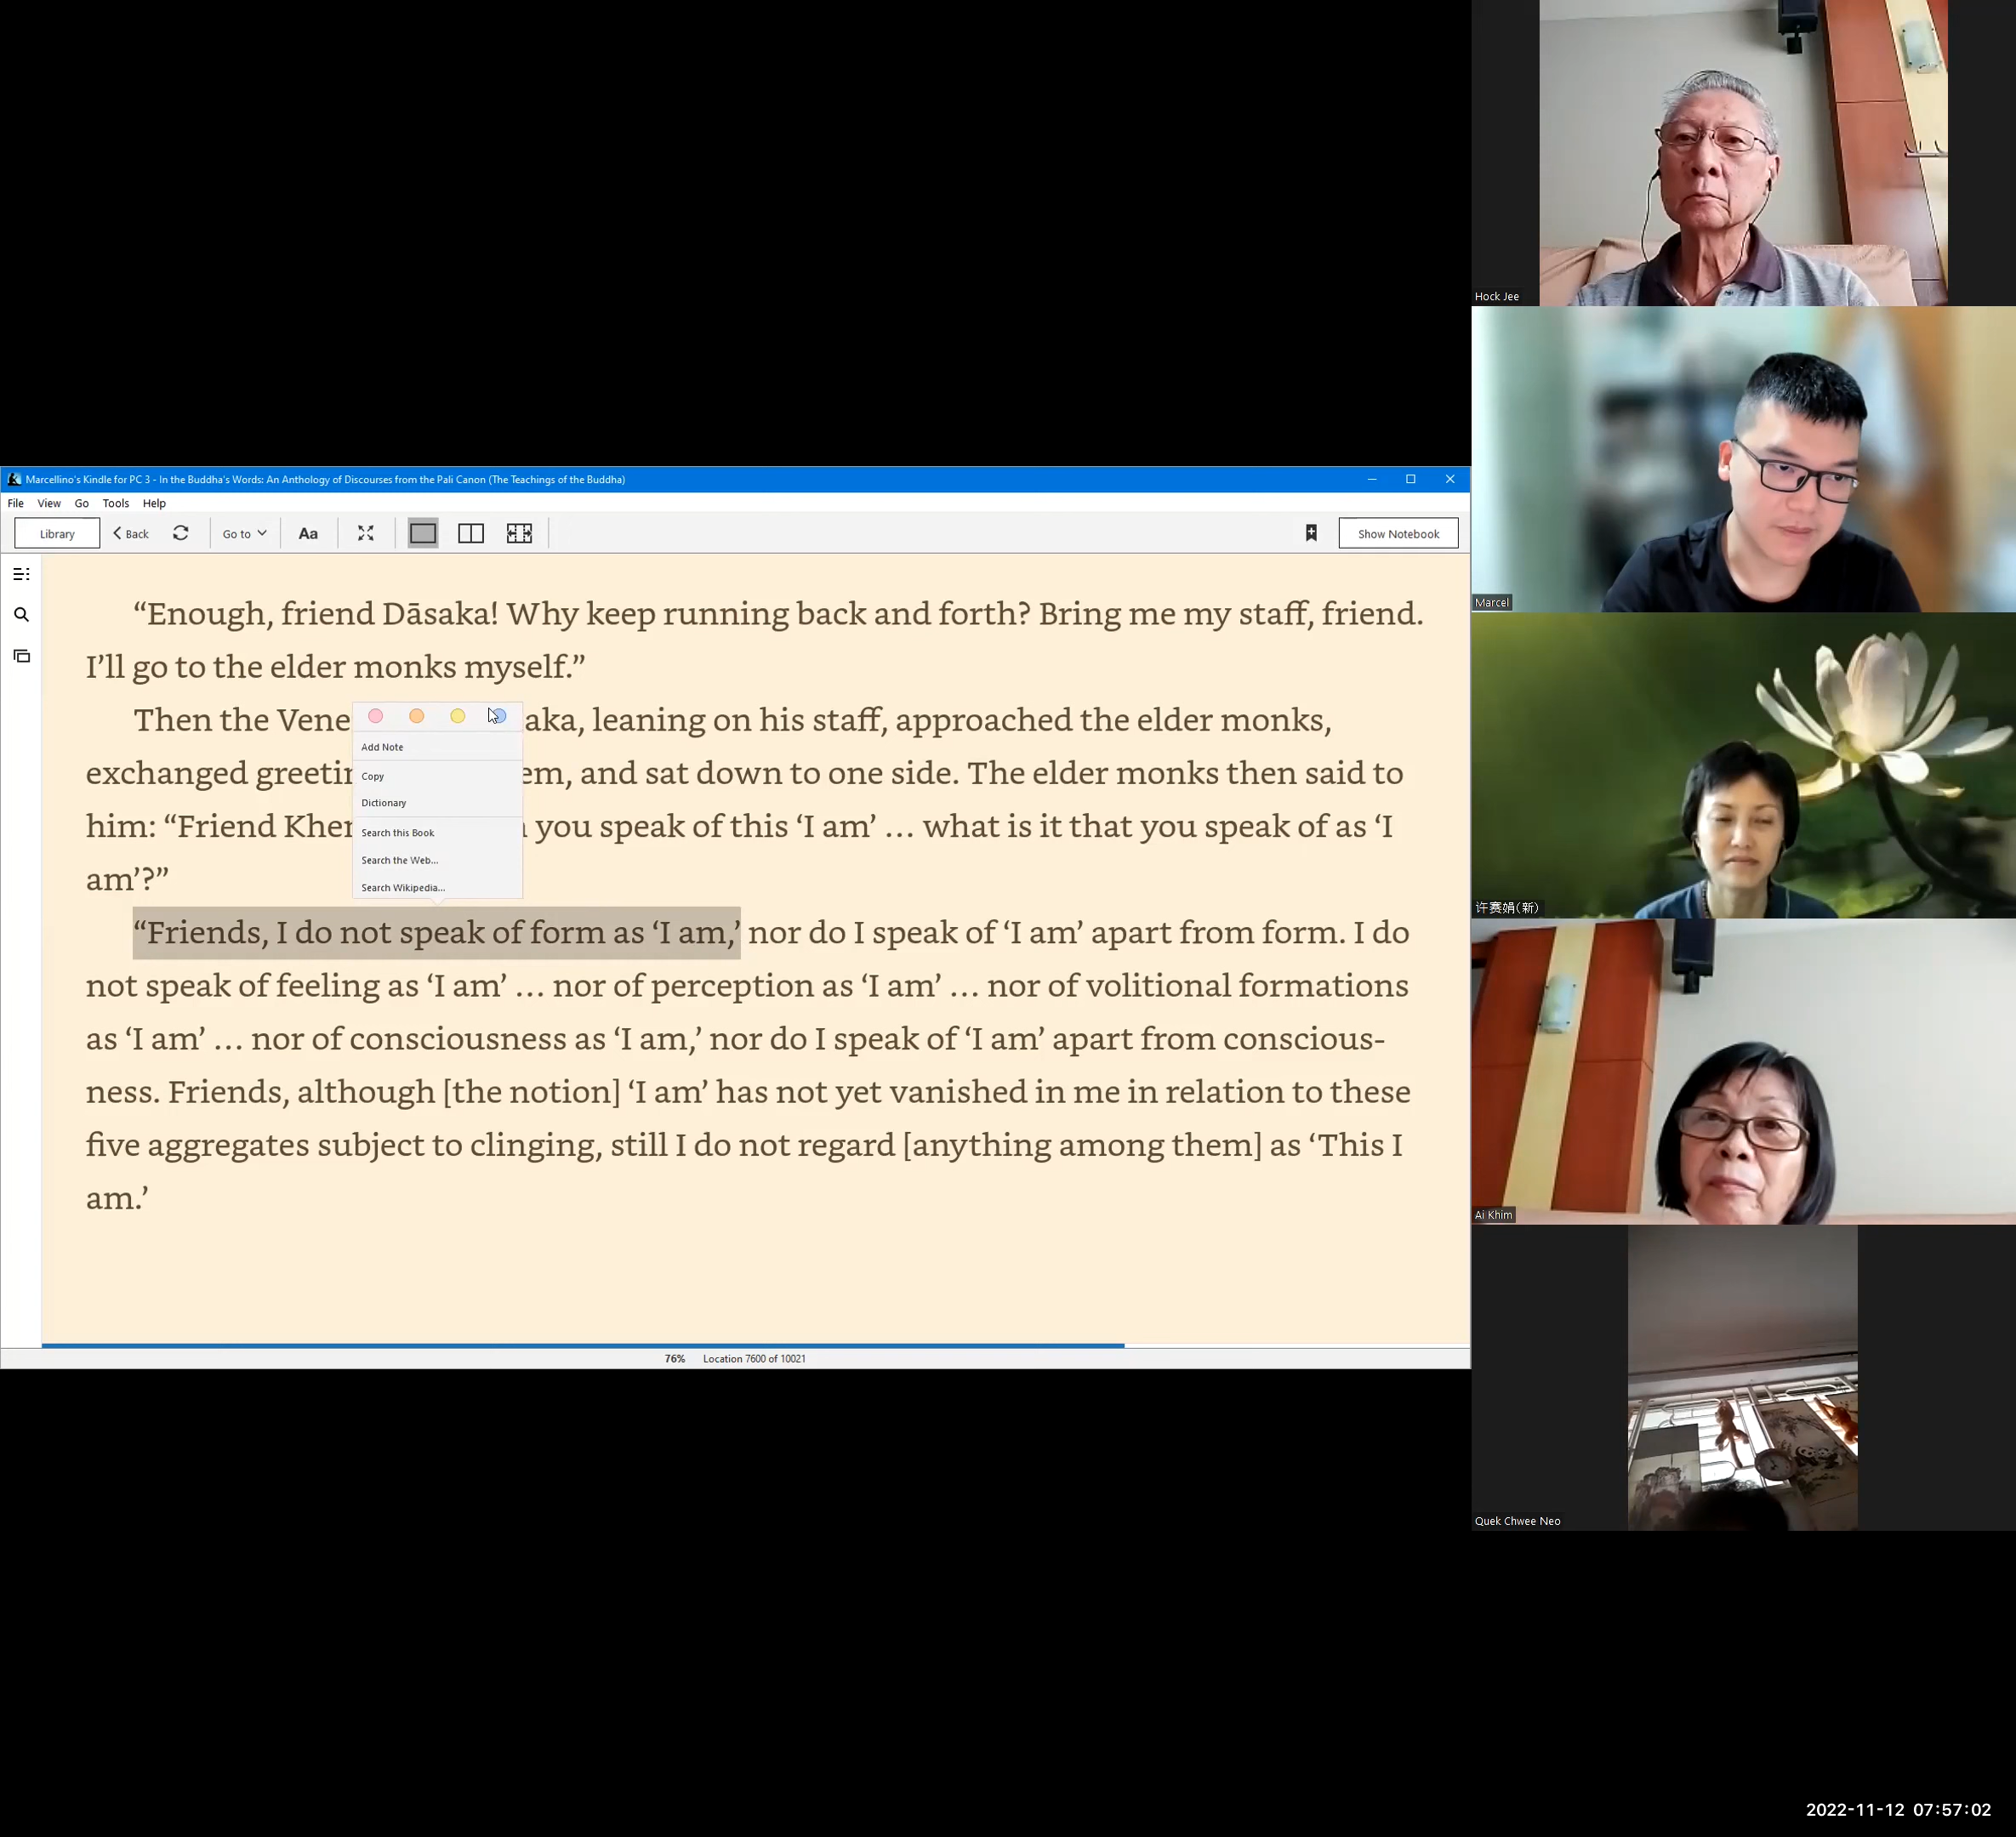 Marcellino's Kindle for PC 3 - In the Buddha's Words: An Anthology of Discourses from the Pali Canon (The Teachings of the Buddha)
File View Go Tools Help
Library Back Go to Aa Show Notebook
“Enough, friend Dāsaka! Why keep running back and forth? Bring me my staff, friend.
I’ll go to the elder monks myself.”
Then the Vene aka, leaning on his staff, approached the elder monks,
exchanged greetin em, and sat down to one side. The elder monks then said to
him: “Friend Khem you speak of this ‘I am’ … what is it that you speak of as ‘I
am’?”
Add Note
Copy
Dictionary
Search this Book
Search the Web...
Search Wikipedia...
“Friends, I do not speak of form as ‘I am,’ nor do I speak of ‘I am’ apart from form. I do
not speak of feeling as ‘I am’ … nor of perception as ‘I am’ … nor of volitional formations
as ‘I am’ … nor of consciousness as ‘I am,’ nor do I speak of ‘I am’ apart from conscious-
ness. Friends, although [the notion] ‘I am’ has not yet vanished in me in relation to these
five aggregates subject to clinging, still I do not regard [anything among them] as ‘This I
am.’
76% Location 7600 of 10021
Hock Jee
Marcel
许赛娟(新)
Ai Khim
Quek Chwee Neo
2022-11-12 07:57:02